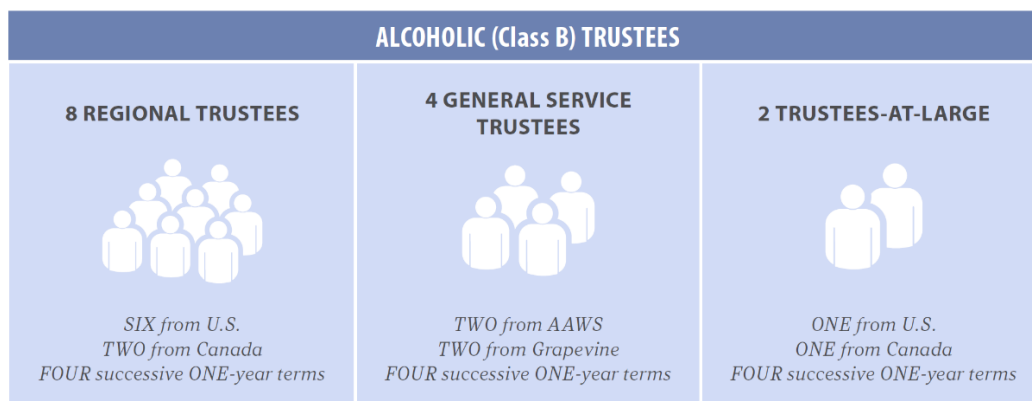 ALCOHOLIC (Class B) TRUSTEES
8 REGIONAL TRUSTEES
SIX from U.S.
TWO from Canada
FOUR successive ONE-year terms
4 GENERAL SERVICE
TRUSTEES
TWO from AAWS
TWO from Grapevine
FOUR successive ONE-year terms
2 TRUSTEES-AT-LARGE
ONE from U.S.
ONE from Canada
FOUR successive ONE-year terms